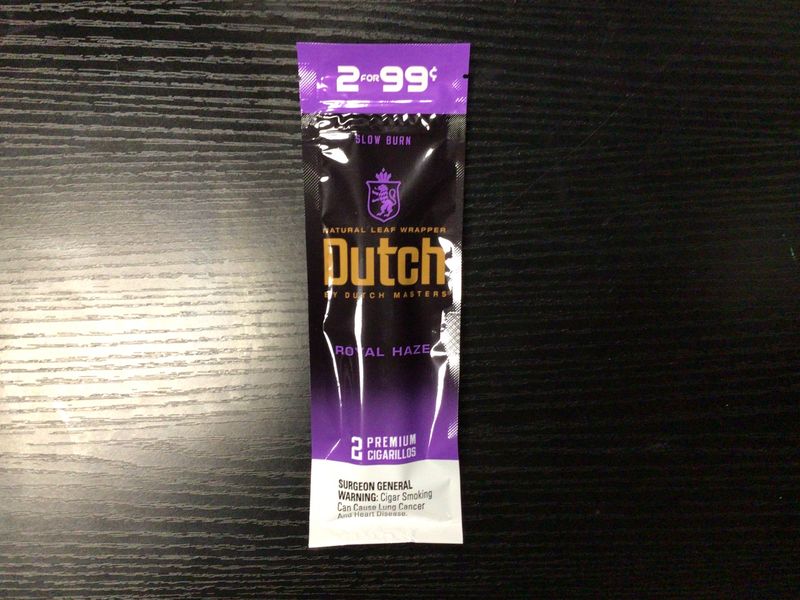 2 FOR 99¢
SLOW BURN
NATURAL LEAF WRAPPER
Dutch
BY DUTCH MASTERS
ROYAL HAZE
2 PREMIUM
CIGARILLOS
SURGEON GENERAL
WARNING: Cigar Smoking
Can Cause Lung Cancer
And Heart Disease.